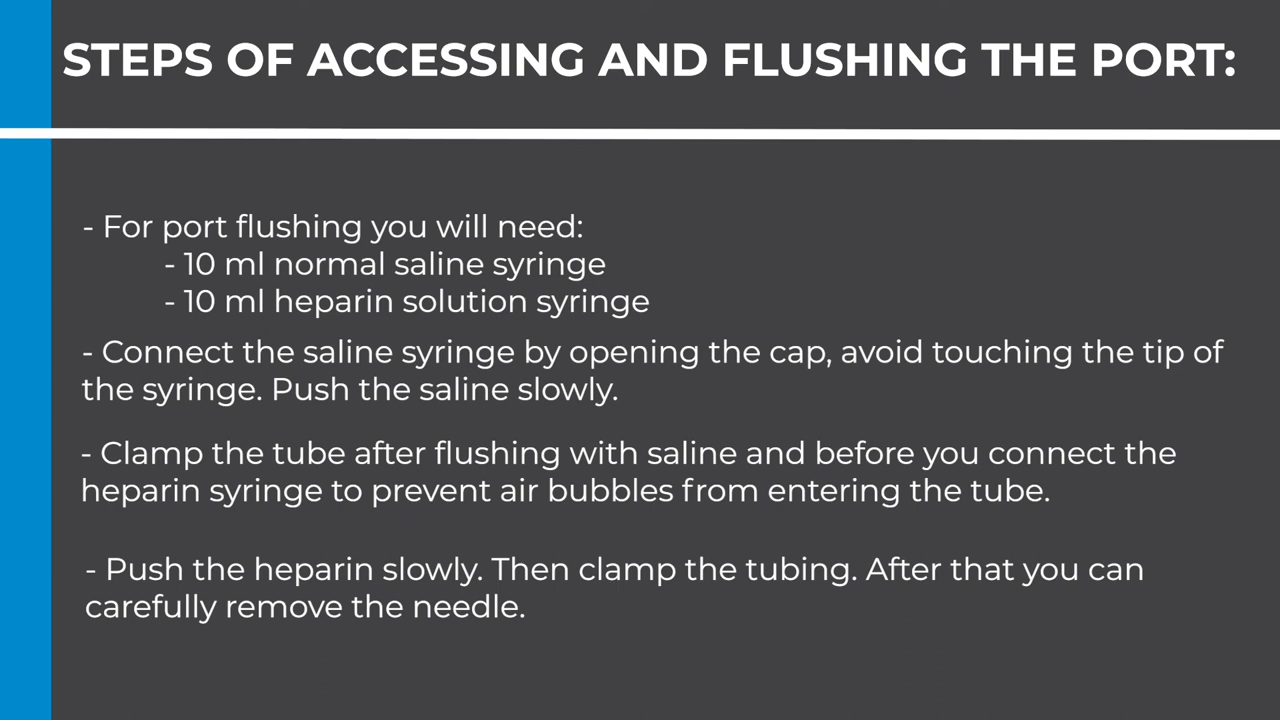 STEPS OF ACCESSING AND FLUSHING THE PORT:
- For port flushing you will need:
- 10 ml normal saline syringe
- 10 ml heparin solution syringe
- Connect the saline syringe by opening the cap, avoid touching the tip of
the syringe. Push the saline slowly.
- Clamp the tube after flushing with saline and before you connect the
heparin syringe to prevent air bubbles from entering the tube.
- Push the heparin slowly. Then clamp the tubing. After that you can
carefully remove the needle.